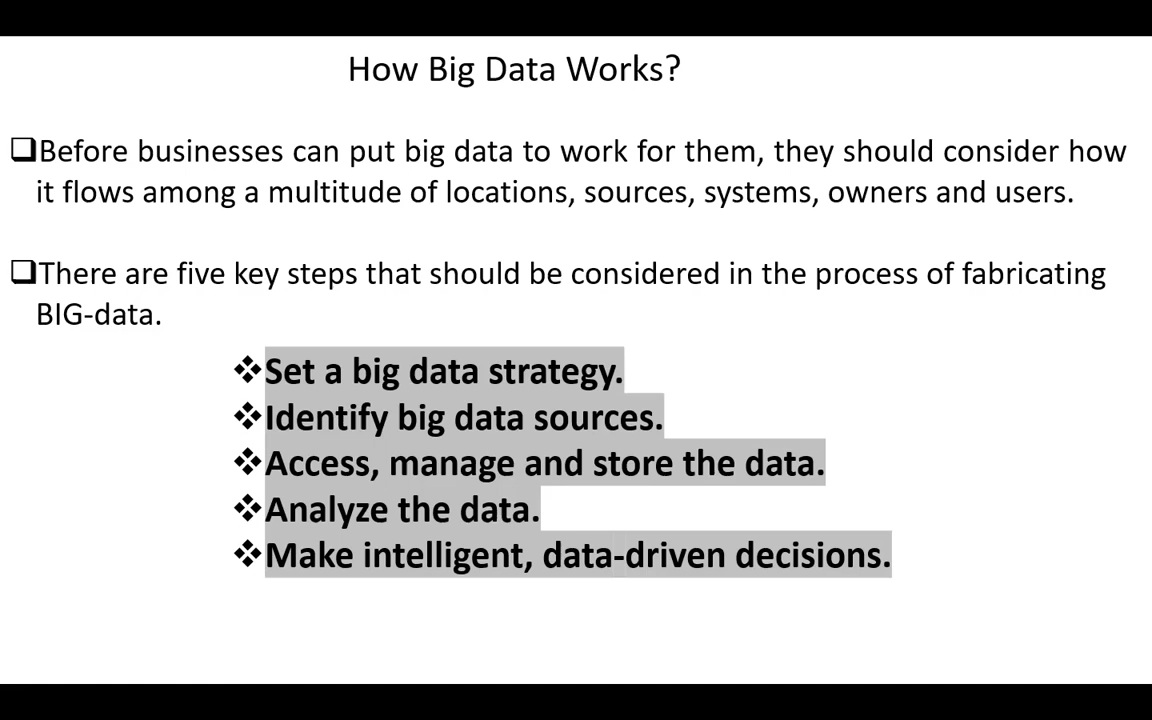 How Big Data Works?
❑Before businesses can put big data to work for them, they should consider how
it flows among a multitude of locations, sources, systems, owners and users.
❑There are five key steps that should be considered in the process of fabricating
BIG-data.
❖Set a big data strategy.
❖Identify big data sources.
❖Access, manage and store the data.
❖Analyze the data.
❖Make intelligent, data-driven decisions.